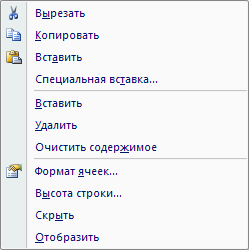 Вырезать
Копировать
Вставить
Специальная вставка...
Вставить
Удалить
Очистить содержимое
Формат ячеек...
Высота строки...
Скрыть
Отобразить